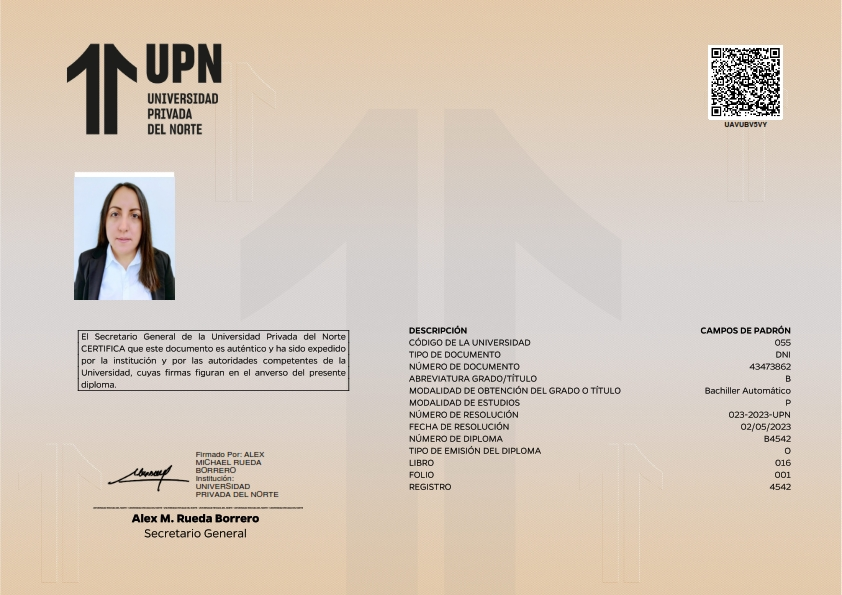 UPN
UNIVERSIDAD
PRIVADA
DEL NORTE
UAVUBV5VY
El Secretario General de la Universidad Privada del Norte
CERTIFICA que este documento es auténtico y ha sido expedido
por la institución y por las autoridades competentes de la
Universidad, cuyas firmas figuran en el anverso del presente
diploma.
DESCRIPCIÓN CAMPOS DE PADRÓN
CÓDIGO DE LA UNIVERSIDAD 055
TIPO DE DOCUMENTO DNI
NÚMERO DE DOCUMENTO 43473862
ABREVIATURA GRADO/TÍTULO B
MODALIDAD DE OBTENCIÓN DEL GRADO O TÍTULO Bachiller Automático
MODALIDAD DE ESTUDIOS P
NÚMERO DE RESOLUCIÓN 023-2023-UPN
FECHA DE RESOLUCIÓN 02/05/2023
NÚMERO DE DIPLOMA B4542
TIPO DE EMISIÓN DEL DIPLOMA O
LIBRO 016
FOLIO 001
REGISTRO 4542
Firmado Por: ALEX
MICHAEL RUEDA
BORRERO
Institución:
UNIVERSIDAD
PRIVADA DEL NORTE
Alex M. Rueda Borrero
Secretario General